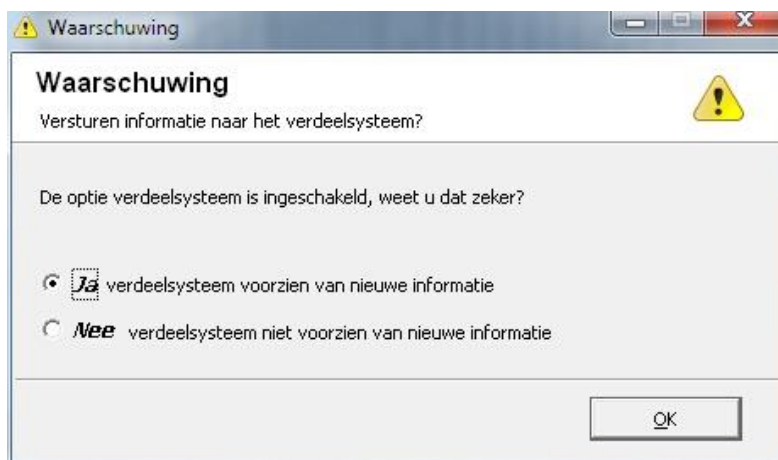 Waarschuwing
Waarschuwing
Versturen informatie naar het verdeelsysteem?
De optie verdeelsysteem is ingeschakeld, weet u dat zeker?
Ja verdeelsysteem voorzien van nieuwe informatie
Nee verdeelsysteem niet voorzien van nieuwe informatie
OK